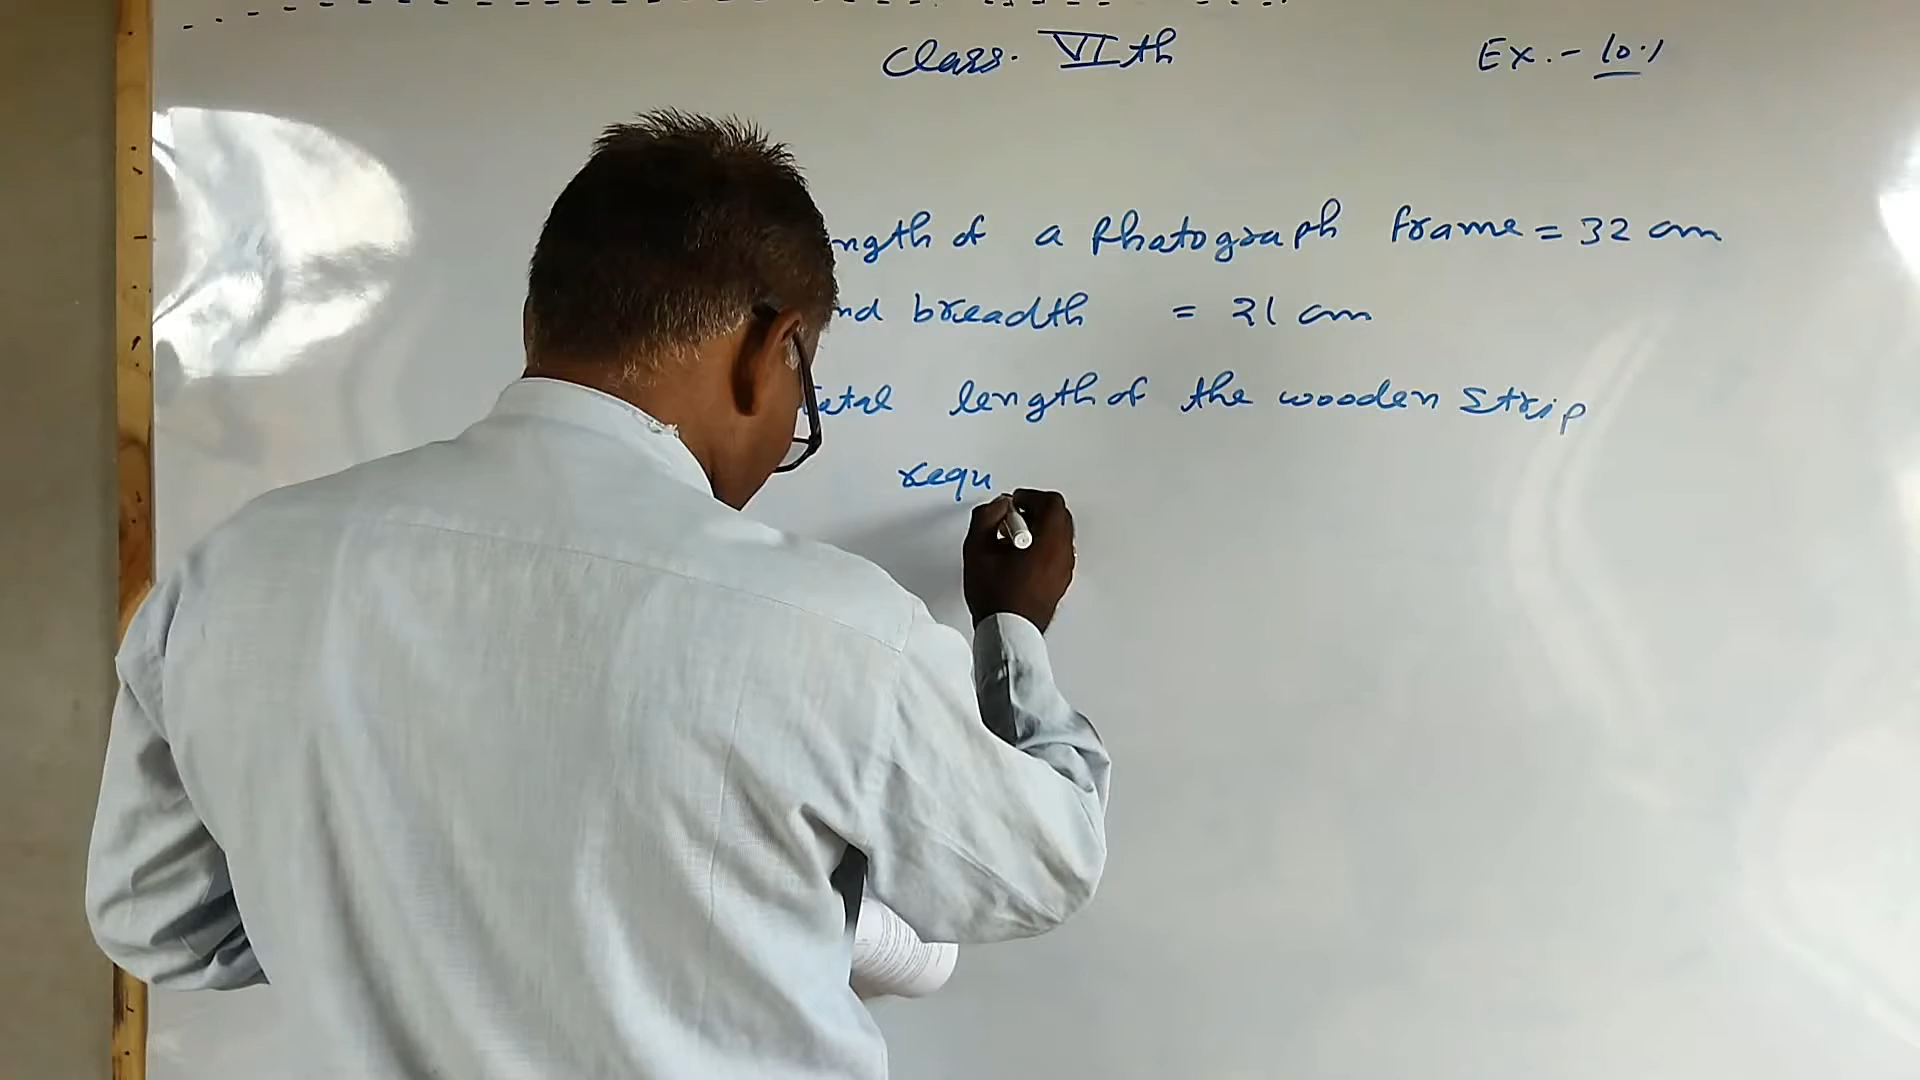 Class. VIth
Ex. - 10.1
ngth of a Photograph frame = 32 cm
nd breadth = 21 cm
total length of the wooden strip
requ